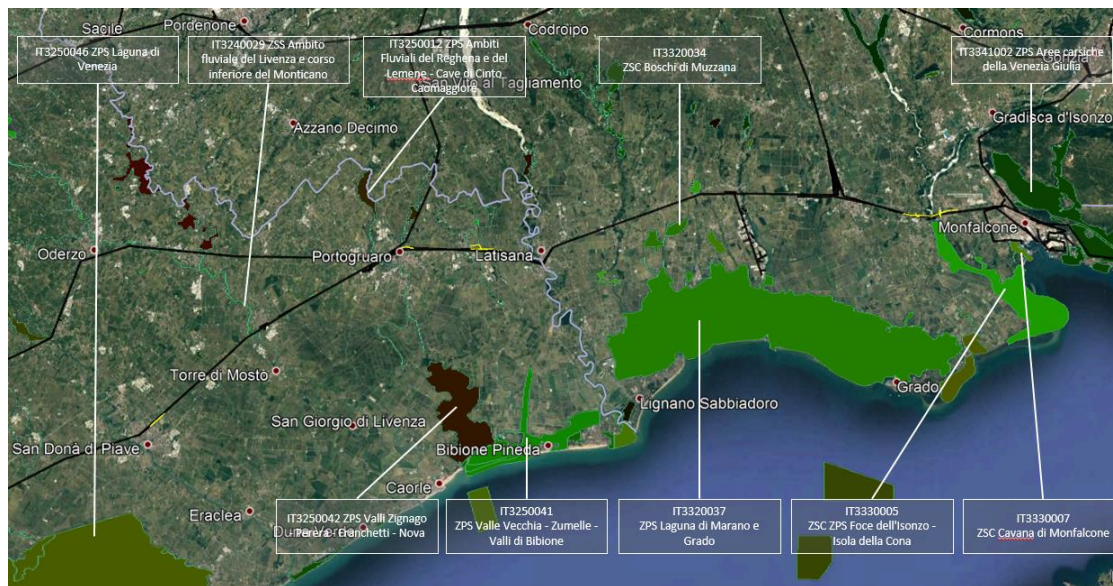 Sacile
Pordenone
Codroipo
Cormons
IT3250046 ZPS Laguna di
Venezia
IT3240029 ZSS Ambito
fluviale del Livenza e corso
inferiore del Monticano
IT3250012 ZPS Ambiti
Fluviali del Reghena e del
Lemene - Cave di Cinto
Caomaggiore
San Vito al Tagliamento
IT3320034
ZSC Boschi di Muzzana
IT3341002 ZPS Aree carsiche
della Venezia Giulia
Gorizia
Azzano Decimo
Gradisca d'Isonzo
Monfalcone
Oderzo
Portogruaro
Latisana
Torre di Mosto
Grado
Lignano Sabbiadoro
San Giorgio di Livenza
San Donà di Piave
Bibione Pineda
Caorle
Eraclea
IT3250042 ZPS Valli Zignago
- Perera - Franchetti - Nova
IT3250041
ZPS Valle Vecchia - Zumelle -
Valli di Bibione
IT3320037
ZPS Laguna di Marano e
Grado
IT3330005
ZSC ZPS Foce dell'Isonzo -
Isola della Cona
IT3330007
ZSC Cavana di Monfalcone